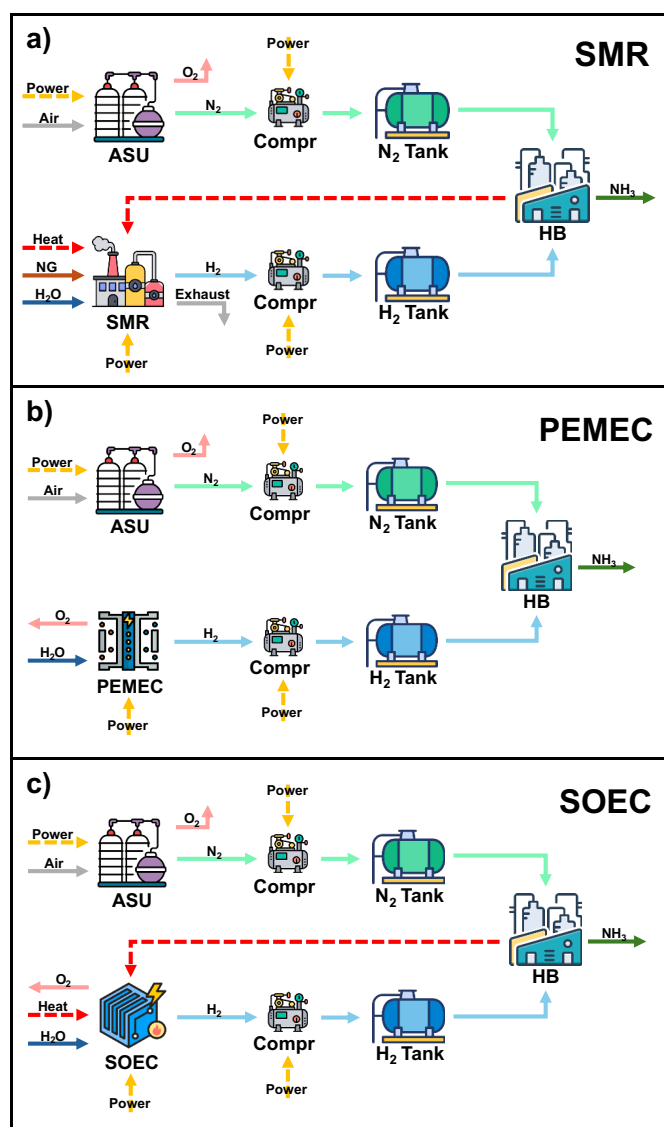 a)
SMR
Power
O₂
Power
Air
N₂
Compr
N₂ Tank
ASU
HB
NH₃
Heat
NG
H₂O
H₂
Exhaust
SMR
Compr
H₂ Tank
Power
Power
b)
PEMEC
Power
O₂
Power
Air
N₂
Compr
N₂ Tank
ASU
HB
NH₃
O₂
H₂O
H₂
PEMEC
Compr
H₂ Tank
Power
Power
c)
SOEC
Power
O₂
Power
Air
N₂
Compr
N₂ Tank
ASU
HB
NH₃
O₂
Heat
H₂O
H₂
SOEC
Compr
H₂ Tank
Power
Power